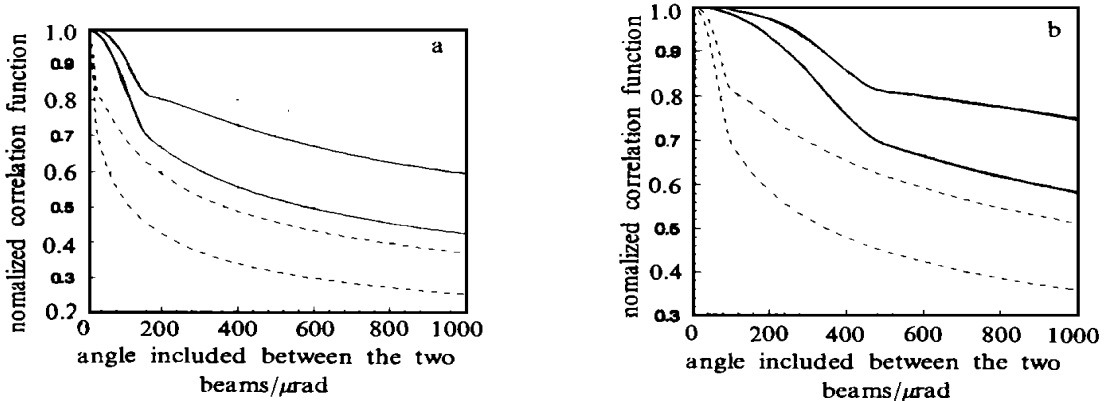 nomalized correlation function
1.0
0.9
0.8
0.7
0.6
0.5
0.4
0.3
0.2
a
0 200 400 600 800 1000
angle included between the two
beams/μrad
nomalized correlation function
1.0
0.9
0.8
0.7
0.6
0.5
0.4
0.3
b
0 200 400 600 800 1000
angle included between the two
beams/μrad